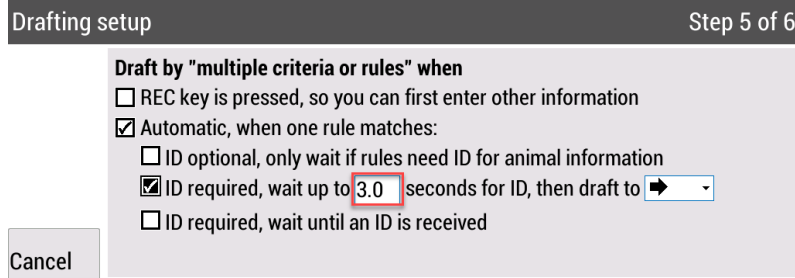 Drafting setup Step 5 of 6
Draft by "multiple criteria or rules" when
REC key is pressed, so you can first enter other information
Automatic, when one rule matches:
ID optional, only wait if rules need ID for animal information
ID required, wait up to 3.0 seconds for ID, then draft to
ID required, wait until an ID is received
Cancel